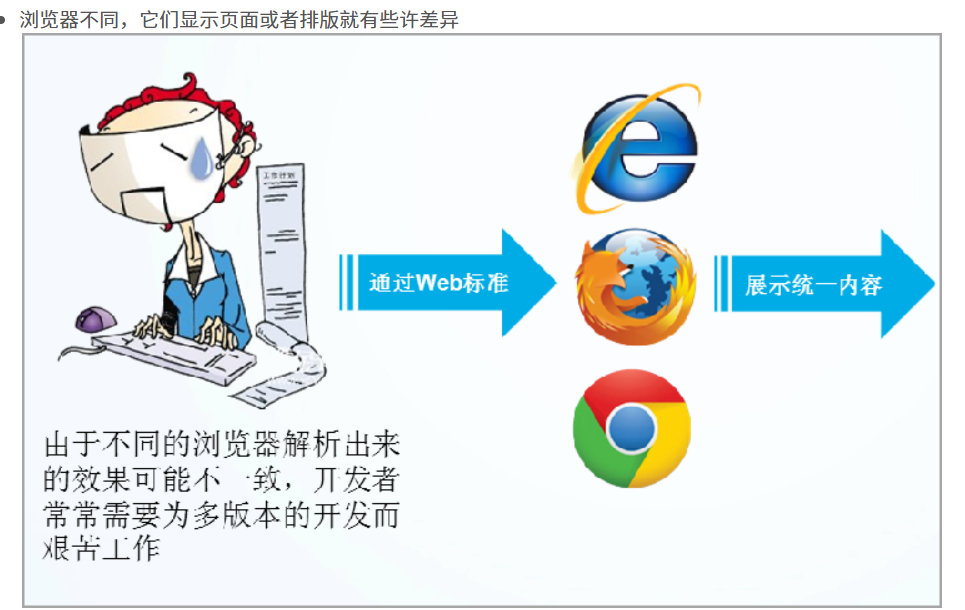 浏览器不同，它们显示页面或者排版就有些许差异
工作计划
通过Web标准
展示统一内容
由于不同的浏览器解析出来
的效果可能不一致，开发者
常常需要为多版本的开发而
艰苦工作